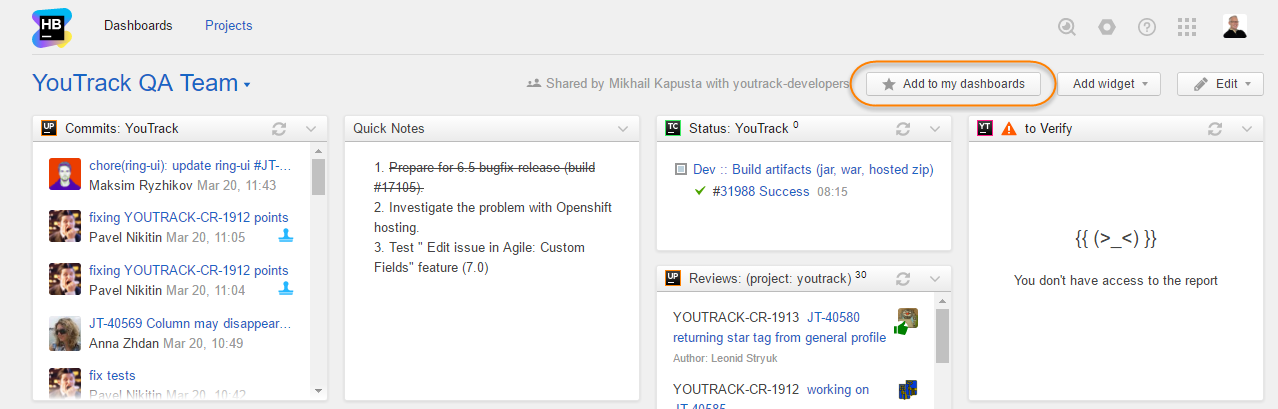 HB
Dashboards
Projects
YouTrack QA Team
Shared by Mikhail Kapusta with youtrack-developers
Add to my dashboards
Add widget
Edit
UP
Commits: YouTrack
chore(ring-ui): update ring-ui #JT-...
Maksim Ryzhikov Mar 20, 11:43
fixing YOUTRACK-CR-1912 points
Pavel Nikitin Mar 20, 11:05
fixing YOUTRACK-CR-1912 points
Pavel Nikitin Mar 20, 11:04
JT-40569 Column may disappear...
Anna Zhdan Mar 20, 10:49
fix tests
Pavel Nikitin Mar 20, 10:42
Quick Notes
1. Prepare for 6.5 bugfix release (build
#17105).
2. Investigate the problem with Openshift
hosting.
3. Test " Edit issue in Agile: Custom
Fields" feature (7.0)
TC
Status: YouTrack 0
Dev :: Build artifacts (jar, war, hosted zip)
#31988 Success 08:15
UP
Reviews: (project: youtrack) 30
YOUTRACK-CR-1913 JT-40580
returning star tag from general profile
Author: Leonid Stryuk
YOUTRACK-CR-1912 working on
JT-40585
YT
to Verify
{{ (>_<) }}
You don't have access to the report